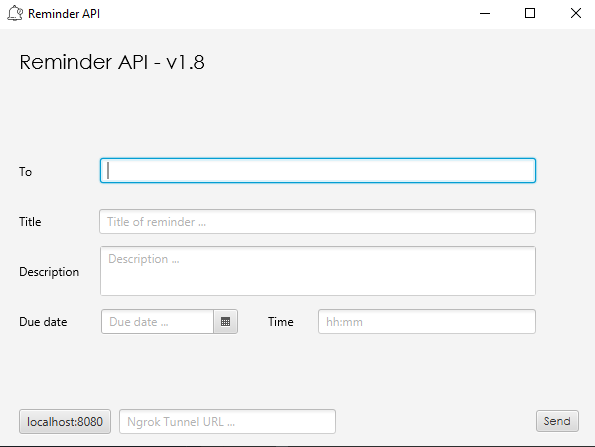 Reminder API
Reminder API - v1.8
To
Title
Title of reminder ...
Description
Description ...
Due date
Due date ...
Time
hh:mm
localhost:8080
Ngrok Tunnel URL ...
Send